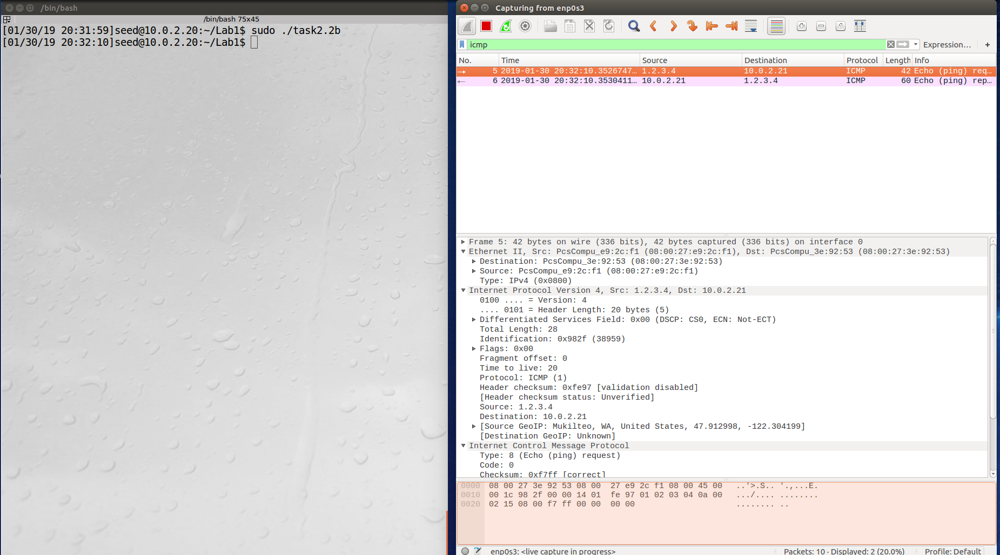 /bin/bash
/bin/bash 75x45
[01/30/19 20:31:59]seed@10.0.2.20:~/Lab1$ sudo ./task2.2b
[01/30/19 20:32:10]seed@10.0.2.20:~/Lab1$
Capturing from enp0s3
icmp
Expression…
+
No. Time Source Destination Protocol Length Info
5 2019-01-30 20:32:10.3526747… 1.2.3.4 10.0.2.21 ICMP 42 Echo (ping) req…
6 2019-01-30 20:32:10.3530411… 10.0.2.21 1.2.3.4 ICMP 60 Echo (ping) rep…
Frame 5: 42 bytes on wire (336 bits), 42 bytes captured (336 bits) on interface 0
Ethernet II, Src: PcsCompu_e9:2c:f1 (08:00:27:e9:2c:f1), Dst: PcsCompu_3e:92:53 (08:00:27:3e:92:53)
Destination: PcsCompu_3e:92:53 (08:00:27:3e:92:53)
Source: PcsCompu_e9:2c:f1 (08:00:27:e9:2c:f1)
Type: IPv4 (0x0800)
Internet Protocol Version 4, Src: 1.2.3.4, Dst: 10.0.2.21
0100 .... = Version: 4
.... 0101 = Header Length: 20 bytes (5)
Differentiated Services Field: 0x00 (DSCP: CS0, ECN: Not-ECT)
Total Length: 28
Identification: 0x982f (38959)
Flags: 0x00
Fragment offset: 0
Time to live: 20
Protocol: ICMP (1)
Header checksum: 0xfe97 [validation disabled]
[Header checksum status: Unverified]
Source: 1.2.3.4
Destination: 10.0.2.21
[Source GeoIP: Mukilteo, WA, United States, 47.912998, -122.304199]
[Destination GeoIP: Unknown]
Internet Control Message Protocol
Type: 8 (Echo (ping) request)
Code: 0
Checksum: 0xf7ff [correct]
0000 08 00 27 3e 92 53 08 00 27 e9 2c f1 08 00 45 00 ..'>.S.. '.,...E.
0010 00 1c 98 2f 00 00 14 01 fe 97 01 02 03 04 0a 00 .../.... ........
0020 02 15 08 00 f7 ff 00 00 00 00 ........ ..
enp0s3: <live capture in progress>
Packets: 10 · Displayed: 2 (20.0%)
Profile: Default